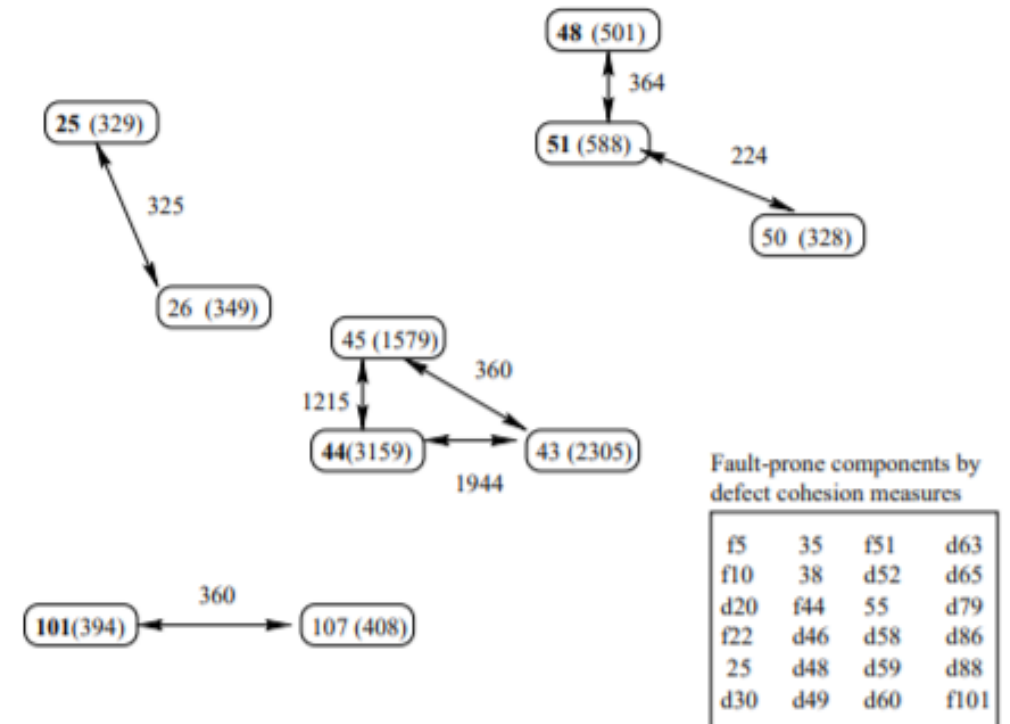 48 (501)
364
51 (588)
224
50 (328)
25 (329)
325
26 (349)
45 (1579)
360
1215
44(3159)
43 (2305)
1944
101(394)
360
107 (408)
Fault-prone components by
defect cohesion measures
f5 35 f51 d63
f10 38 d52 d65
d20 f44 55 d79
f22 d46 d58 d86
25 d48 d59 d88
d30 d49 d60 f101